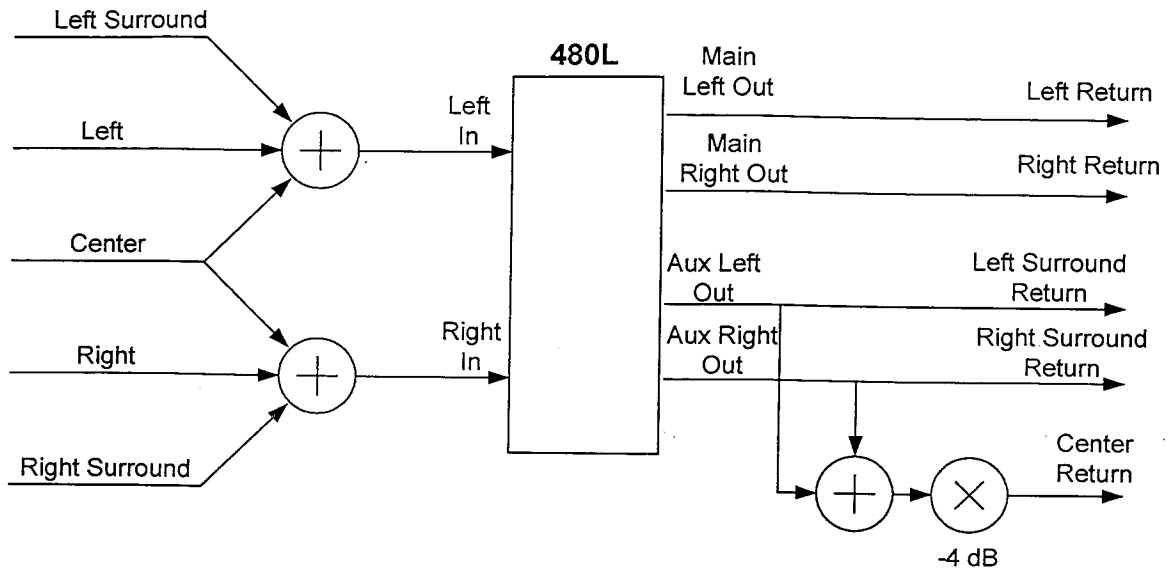 Left Surround
480L
Main
Left Out
Left Return
Left
In
Left
Main
Right Out
Right Return
Center
Aux Left
Out
Left Surround
Return
Right
In
Right
Aux Right
Out
Right Surround
Return
Right Surround
Center
Return
-4 dB